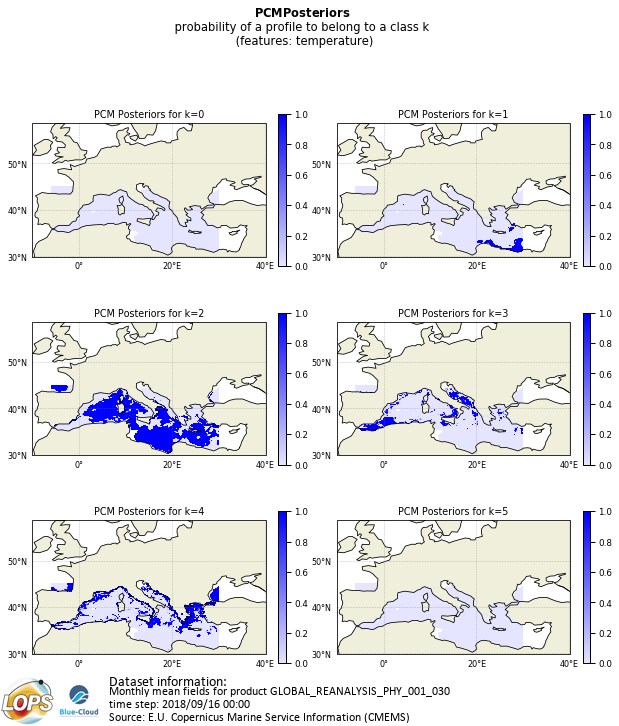 PCMPosteriors
probability of a profile to belong to a class k
(features: temperature)
PCM Posteriors for k=0
PCM Posteriors for k=1
1.0
0.8
0.6
0.4
0.2
0.0
1.0
0.8
0.6
0.4
0.2
0.0
50°N
40°N
30°N
0°
20°E
40°E
50°N
40°N
30°N
0°
20°E
40°E
PCM Posteriors for k=2
PCM Posteriors for k=3
1.0
0.8
0.6
0.4
0.2
0.0
1.0
0.8
0.6
0.4
0.2
0.0
50°N
40°N
30°N
0°
20°E
40°E
50°N
40°N
30°N
0°
20°E
40°E
PCM Posteriors for k=4
PCM Posteriors for k=5
1.0
0.8
0.6
0.4
0.2
0.0
1.0
0.8
0.6
0.4
0.2
0.0
50°N
40°N
30°N
0°
20°E
40°E
50°N
40°N
30°N
0°
20°E
40°E
LOPS
Blue-Cloud
Dataset information:
Monthly mean fields for product GLOBAL_REANALYSIS_PHY_001_030
time step: 2018/09/16 00:00
Source: E.U. Copernicus Marine Service Information (CMEMS)